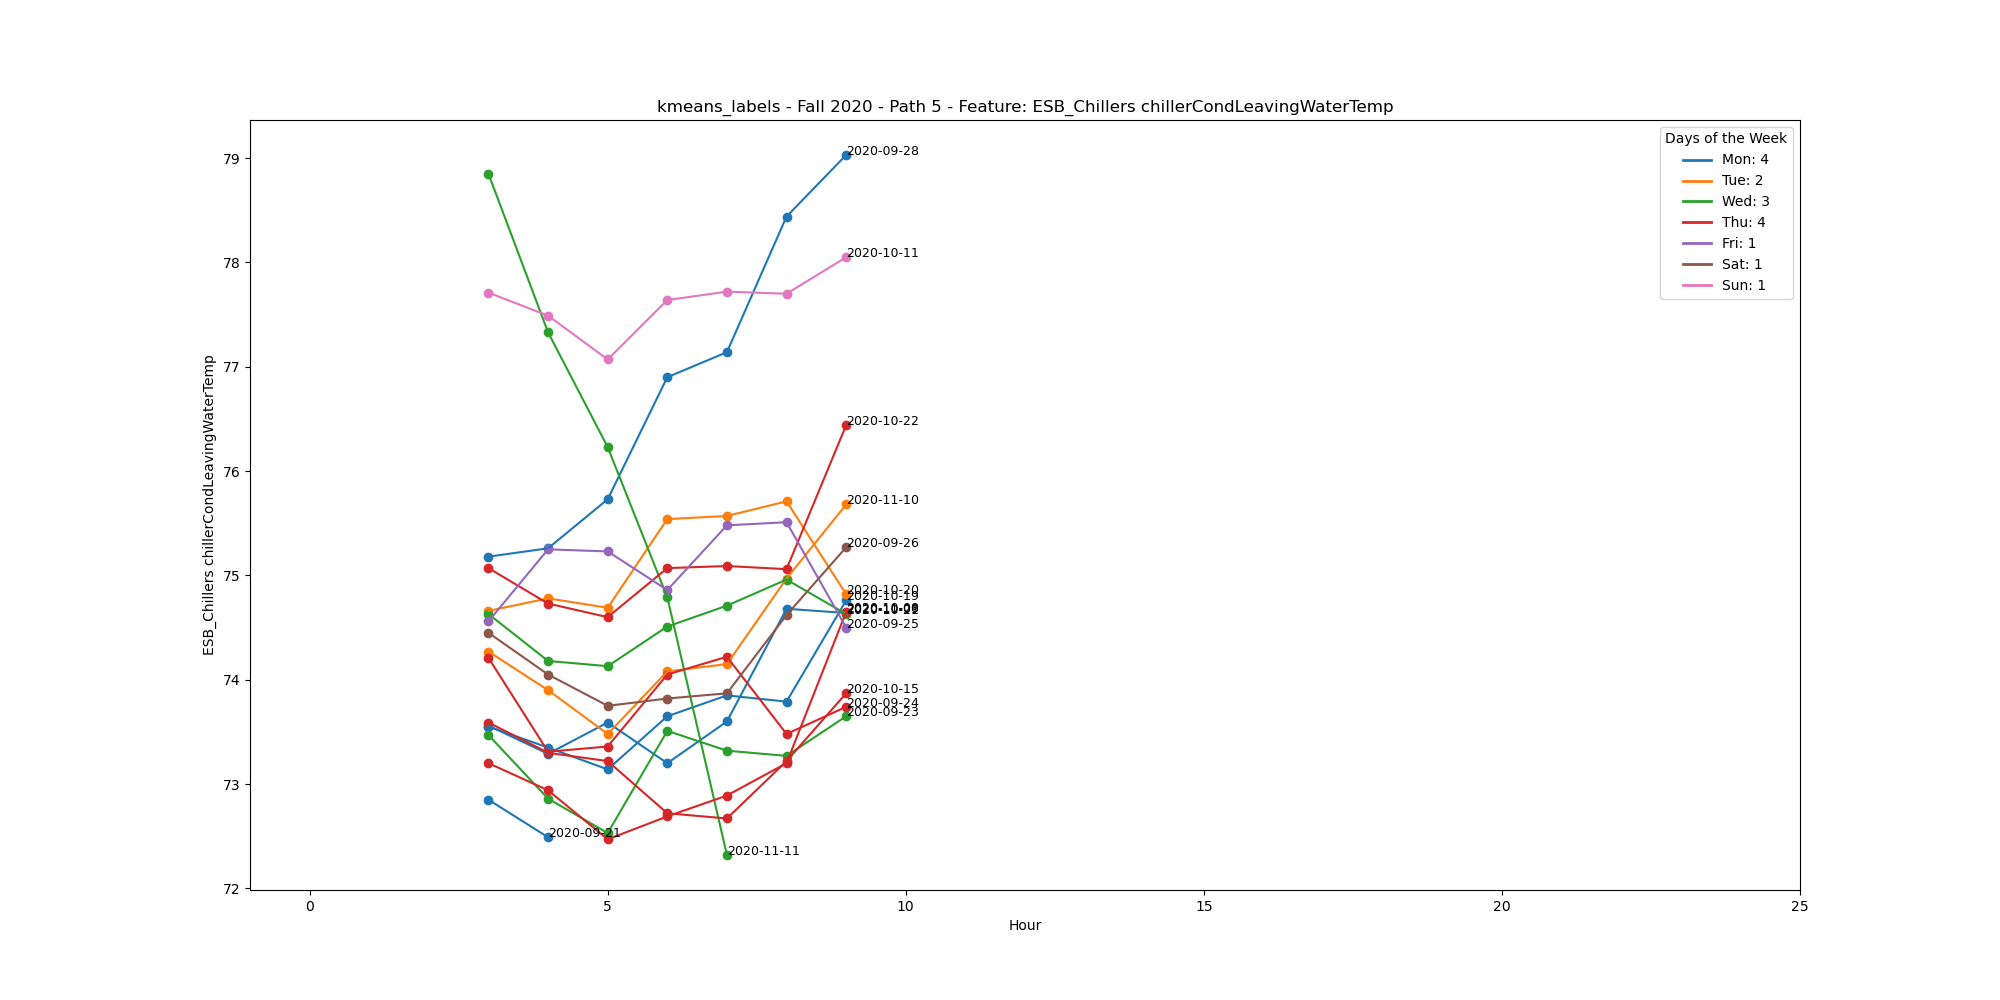 kmeans_labels - Fall 2020 - Path 5 - Feature: ESB_Chillers chillerCondLeavingWaterTemp
Days of the Week
Mon: 4
Tue: 2
Wed: 3
Thu: 4
Fri: 1
Sat: 1
Sun: 1
79
78
77
76
75
74
73
72
ESB_Chillers chillerCondLeavingWaterTemp
2020-09-28
2020-10-11
2020-10-22
2020-11-10
2020-09-26
2020-10-20
2020-10-19
2020-09-25
2020-10-15
2020-09-24
2020-09-23
2020-09-21
2020-11-11
0
5
10
15
20
25
Hour